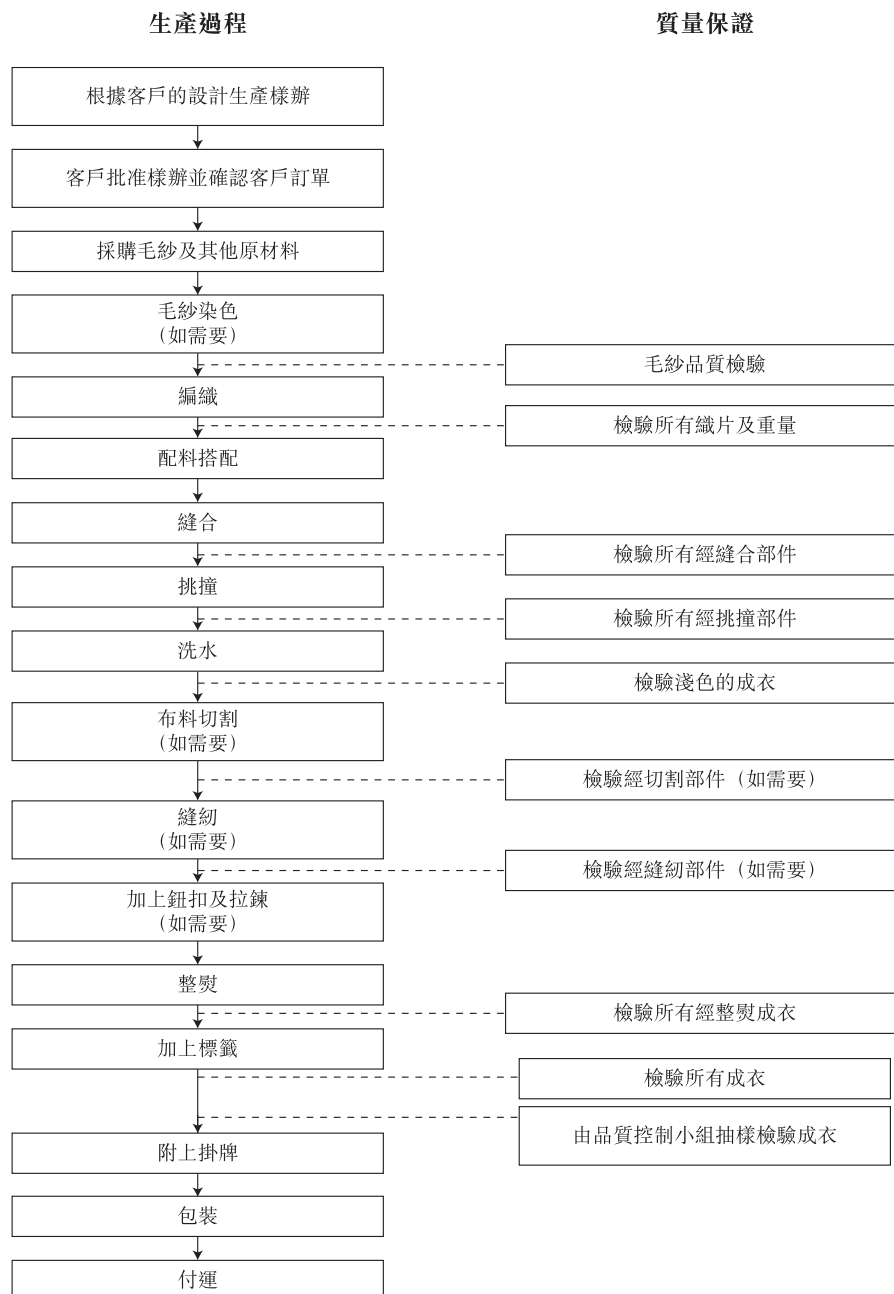 生產過程
質量保證
根據客戶的設計生產樣辦
客戶批准樣辦並確認客戶訂單
採購毛紗及其他原材料
毛紗染色
（如需要）
毛紗品質檢驗
編織
檢驗所有織片及重量
配料搭配
縫合
檢驗所有經縫合部件
挑撞
檢驗所有經挑撞部件
洗水
檢驗淺色的成衣
布料切割
（如需要）
檢驗經切割部件（如需要）
縫紉
（如需要）
檢驗經縫紉部件（如需要）
加上鈕扣及拉鍊
（如需要）
整熨
檢驗所有經整熨成衣
加上標籤
檢驗所有成衣
由品質控制小組抽樣檢驗成衣
附上掛牌
包裝
付運